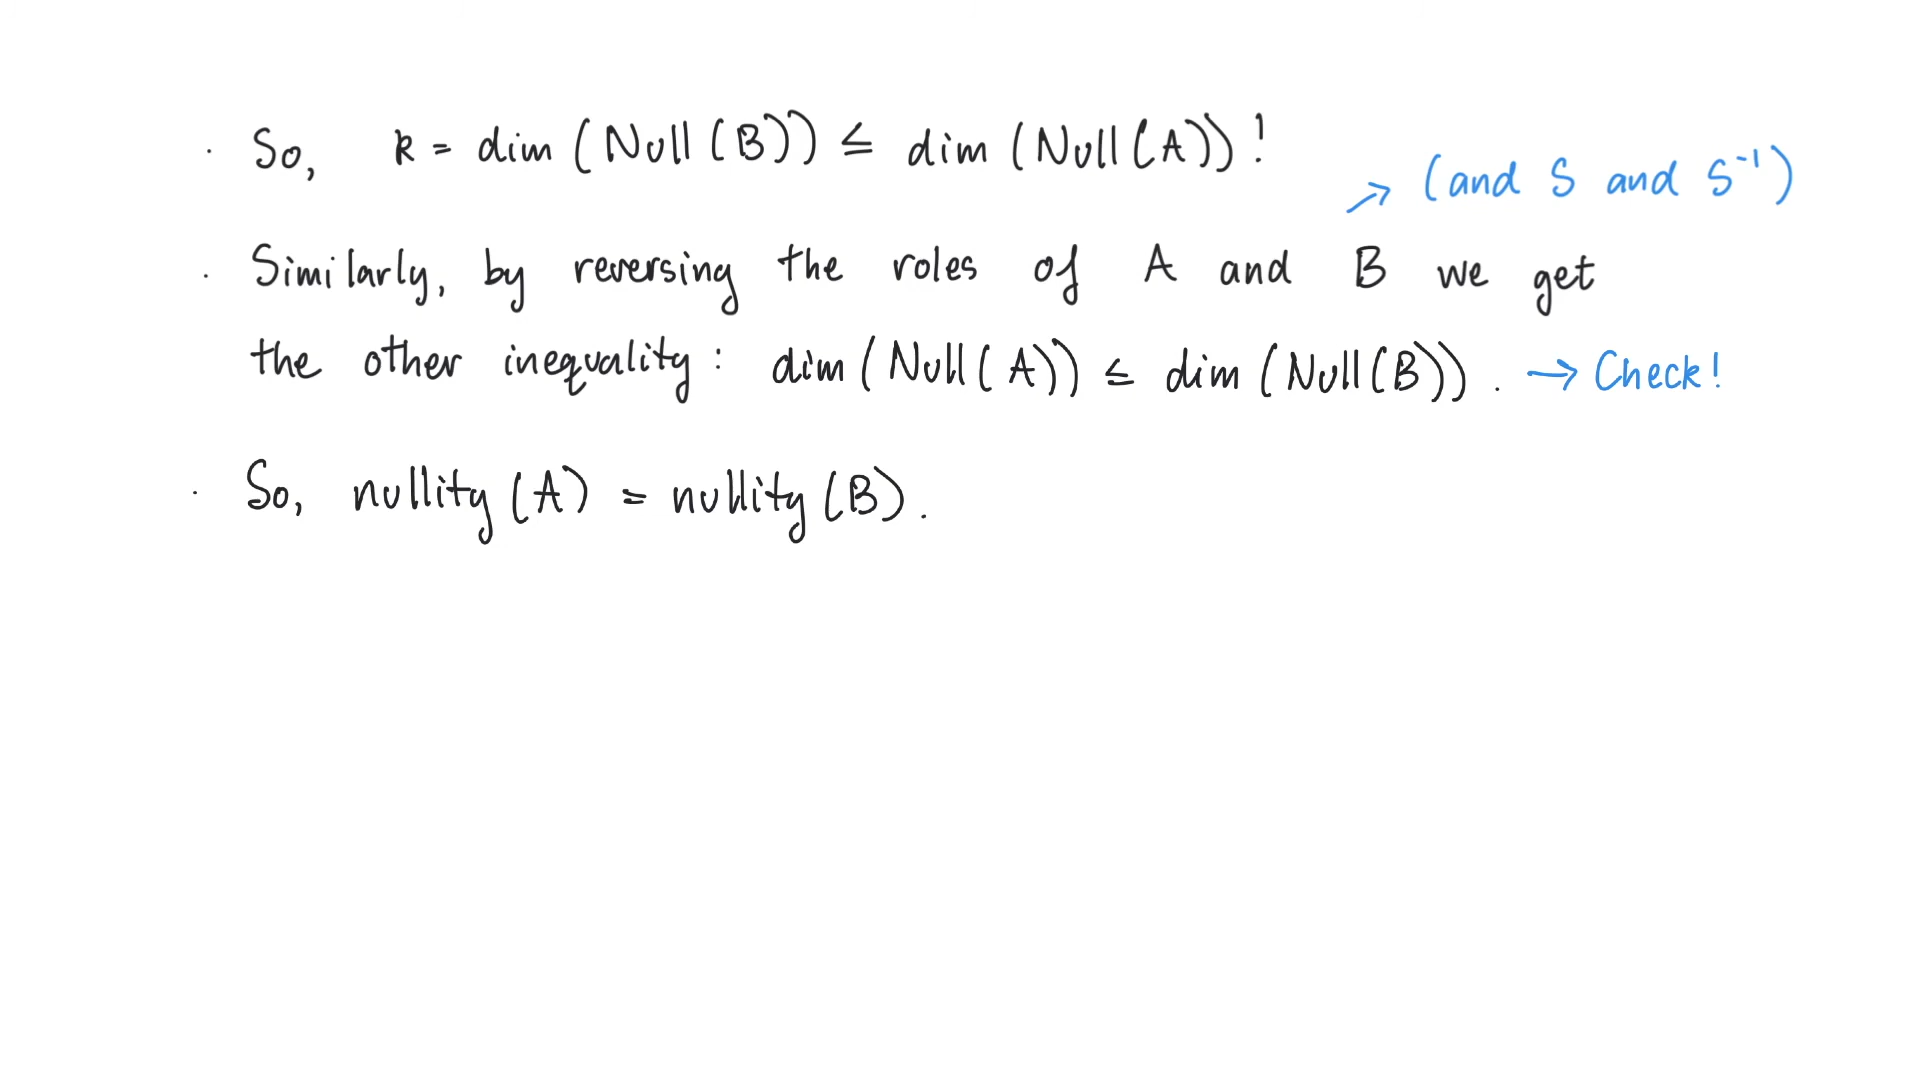 · So, k = dim (Null (B)) ≤ dim (Null (A))!
→ (and S and S⁻¹)
· Similarly, by reversing the roles of A and B we get
the other inequality: dim (Null (A)) ≤ dim (Null (B)). → Check!
· So, nullity (A) = nullity (B).